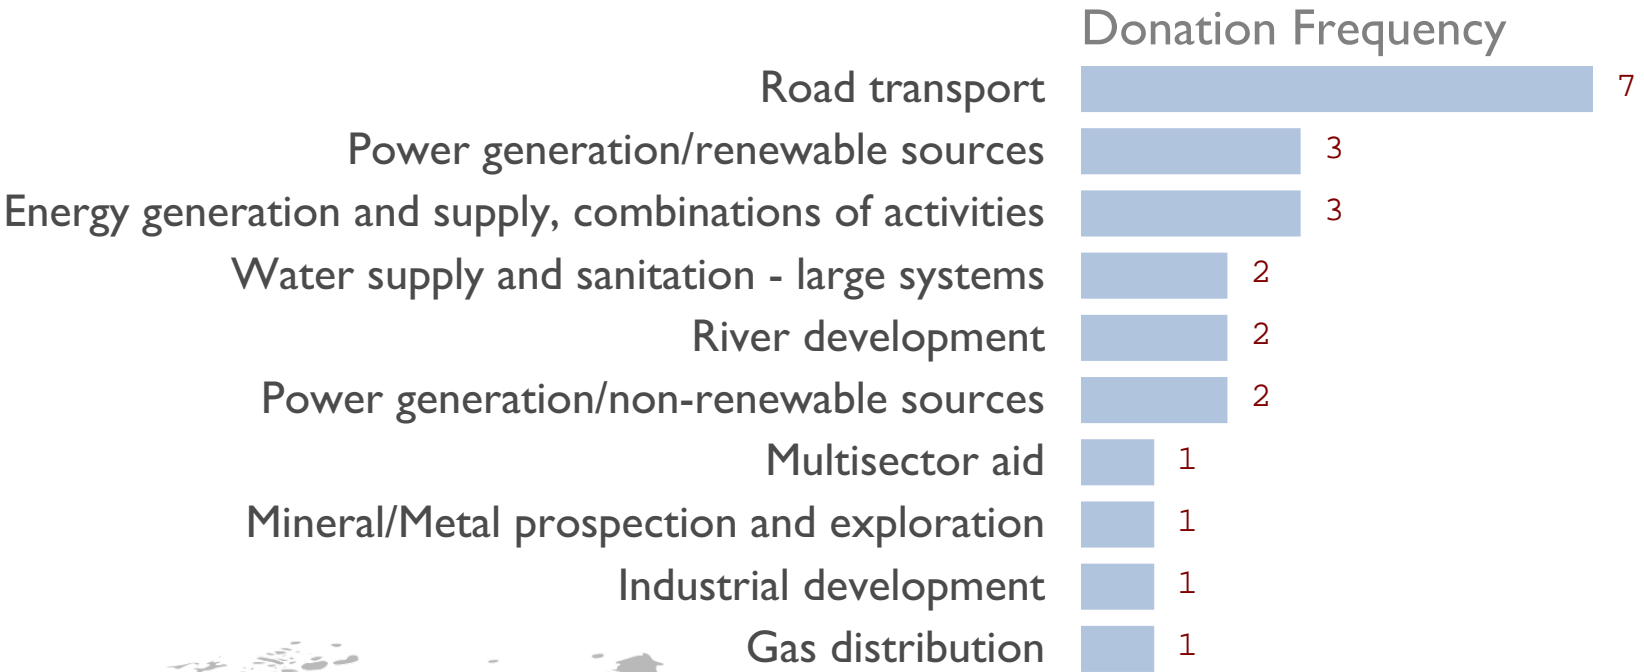 Donation Frequency
Road transport 7
Power generation/renewable sources 3
Energy generation and supply, combinations of activities 3
Water supply and sanitation - large systems 2
River development 2
Power generation/non-renewable sources 2
Multisector aid 1
Mineral/Metal prospection and exploration 1
Industrial development 1
Gas distribution 1